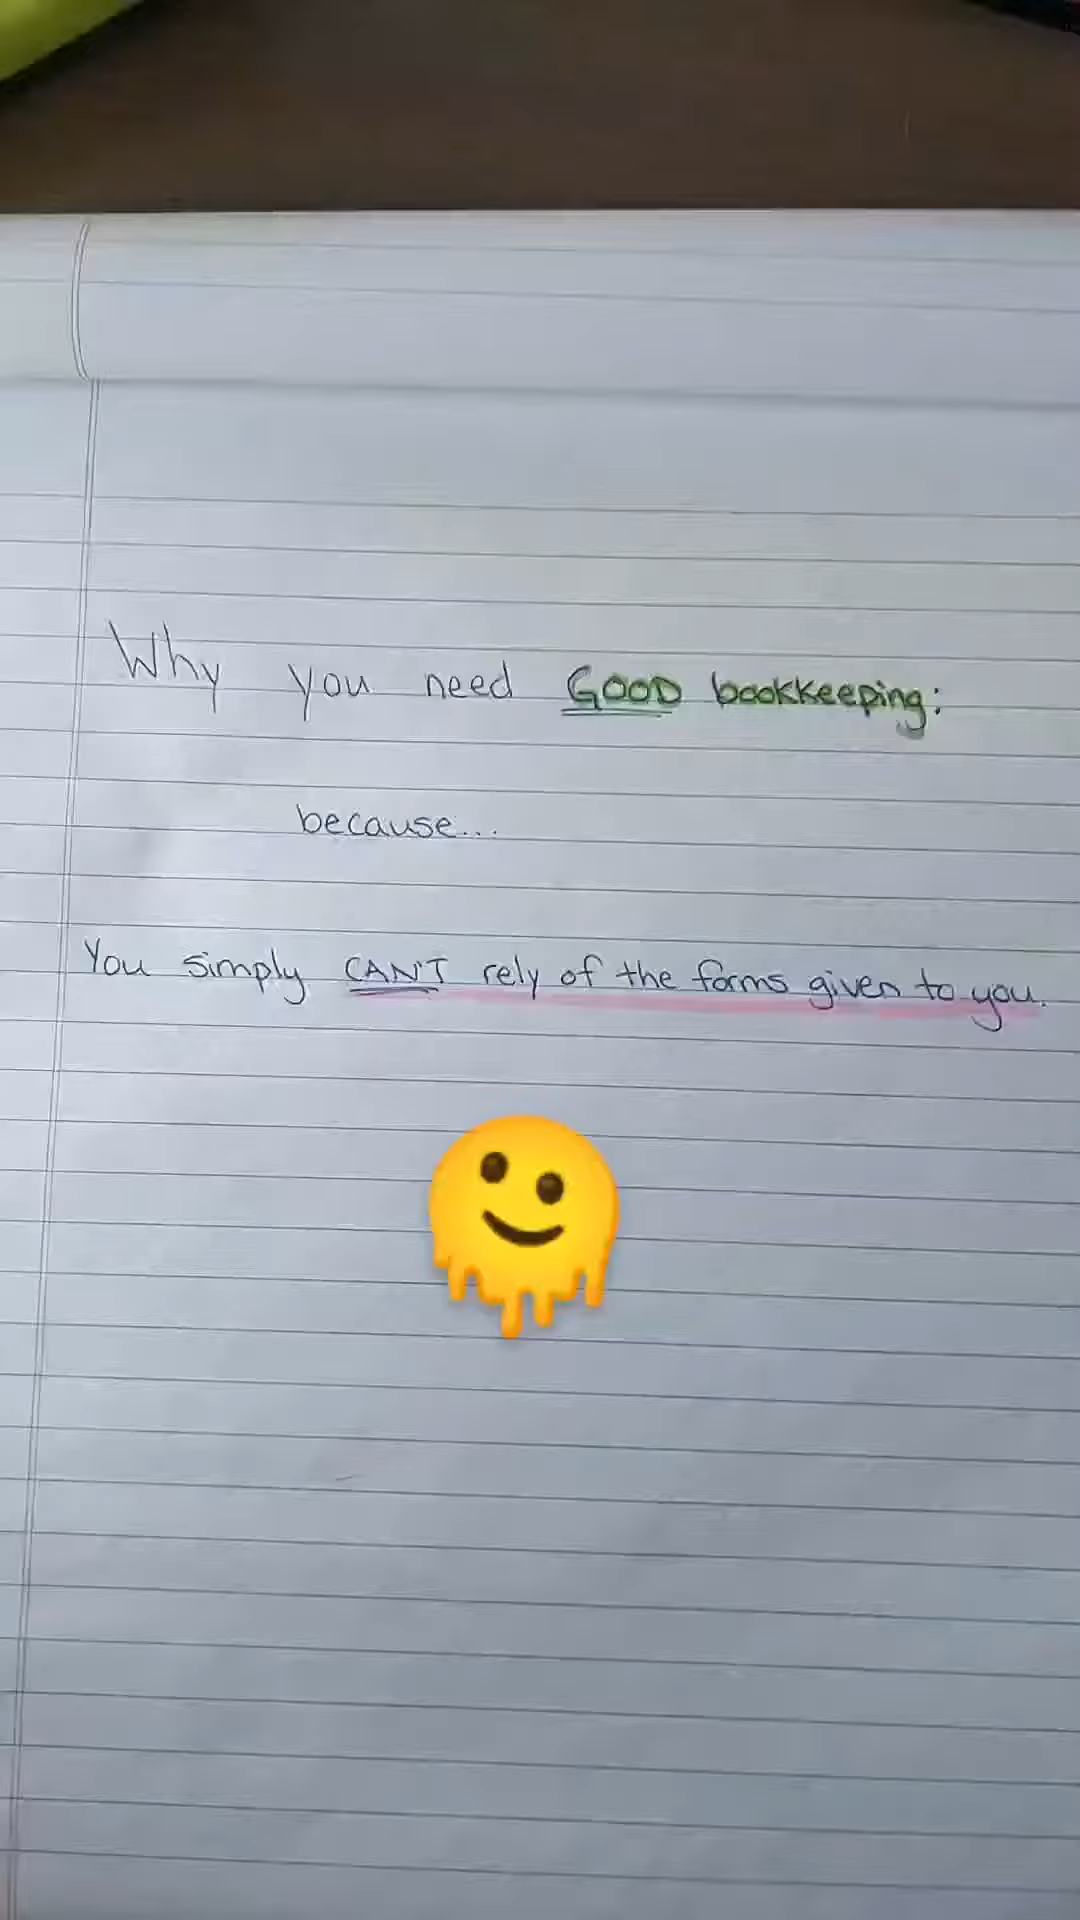 Why you need GOOD bookkeeping:
because...
You simply CAN'T rely of the forms given to you.